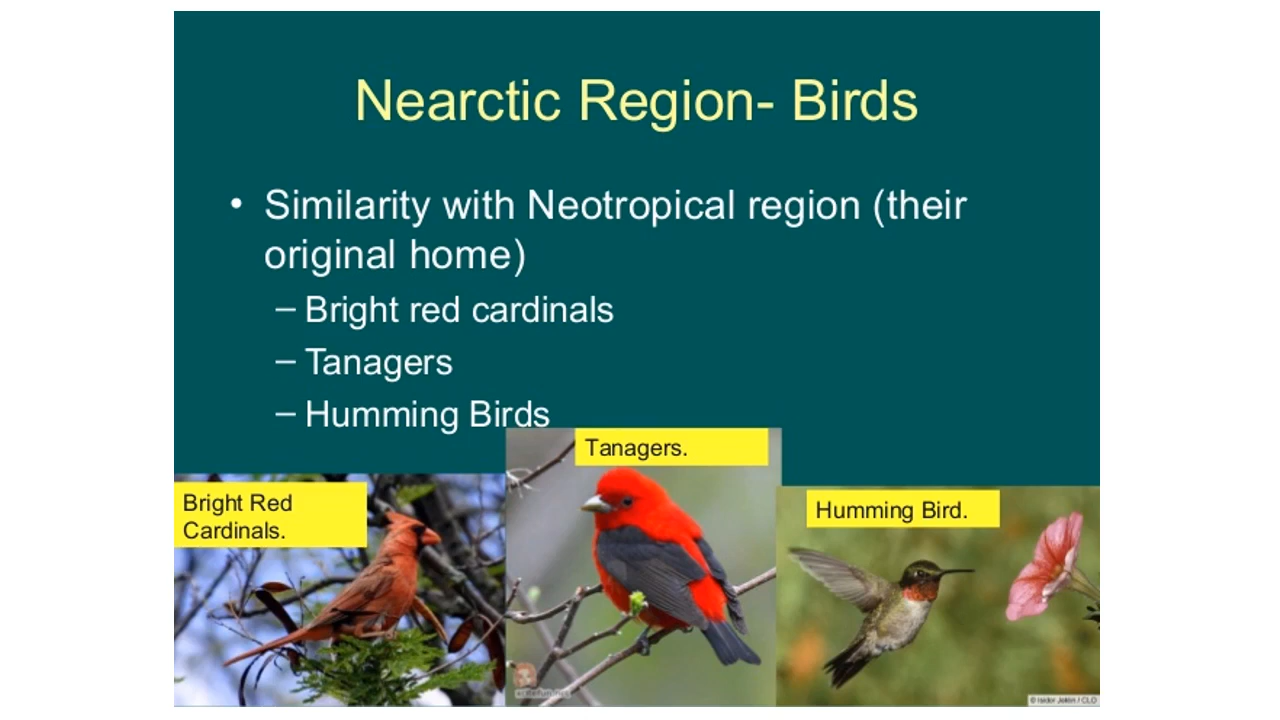 Nearctic Region- Birds
• Similarity with Neotropical region (their
original home)
– Bright red cardinals
– Tanagers
– Humming Birds
Tanagers.
Bright Red
Cardinals.
Humming Bird.